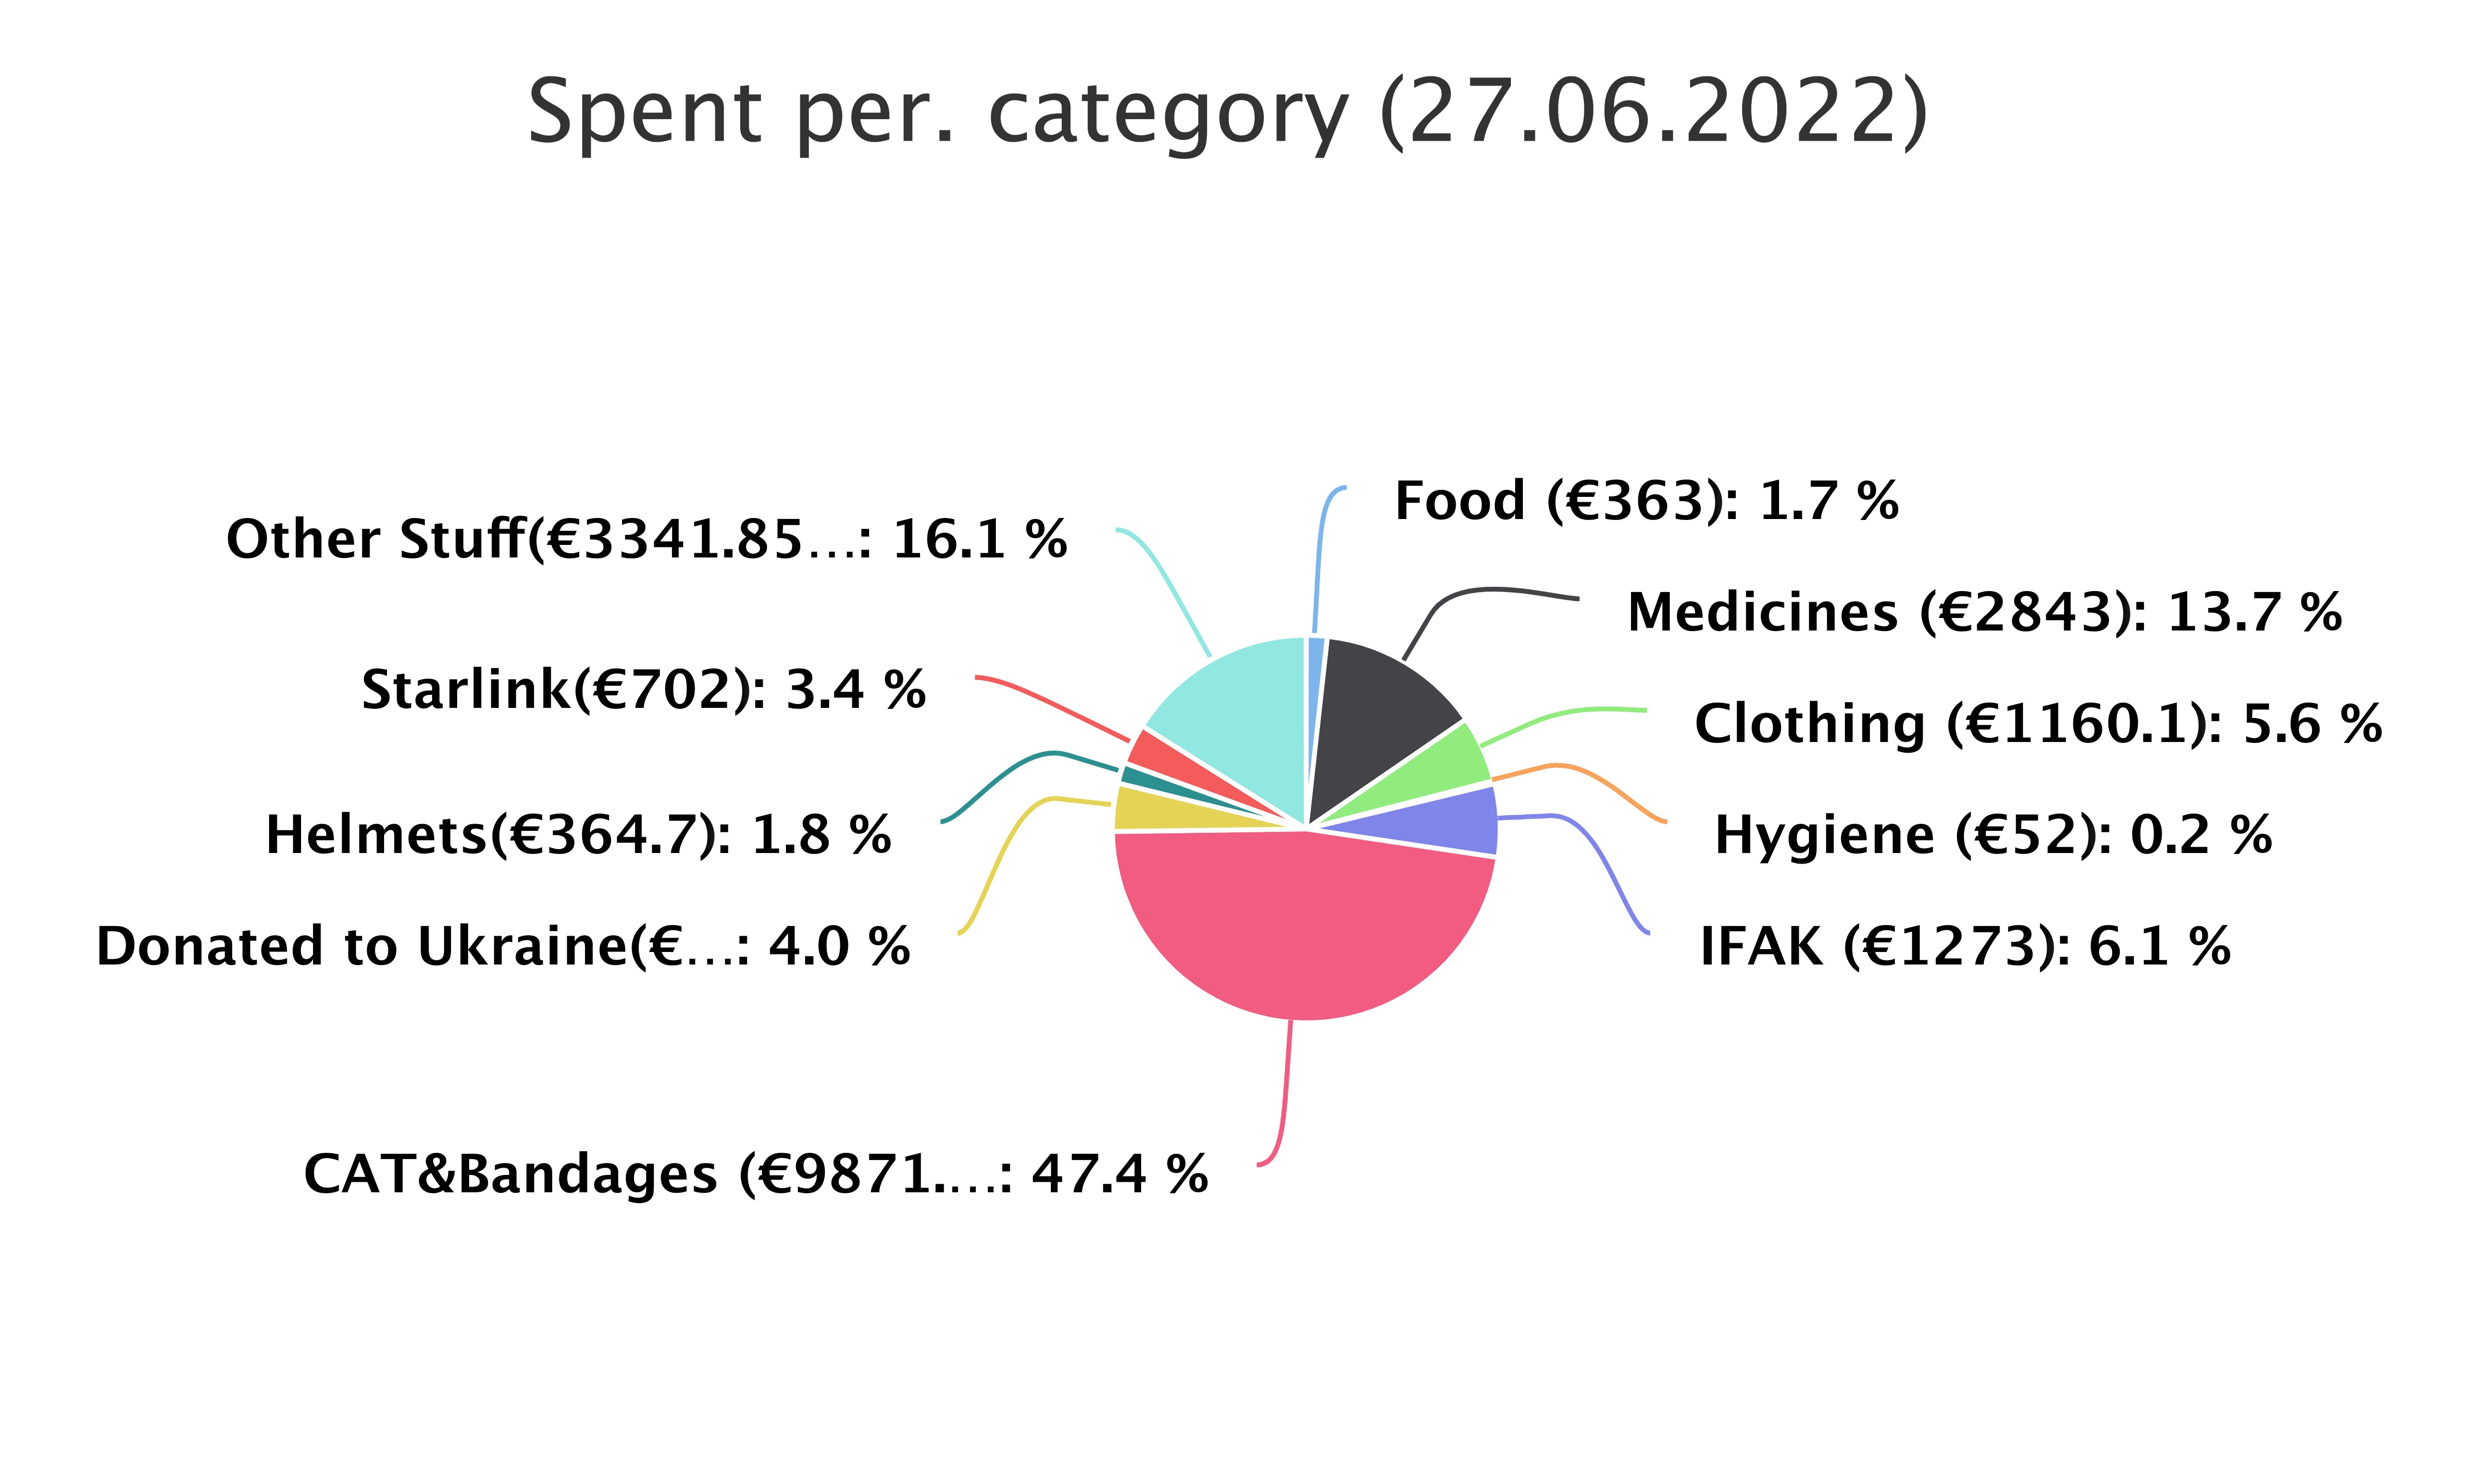 Spent per. category (27.06.2022)
Food (€363): 1.7 %
Medicines (€2843): 13.7 %
Clothing (€1160.1): 5.6 %
Hygiene (€52): 0.2 %
IFAK (€1273): 6.1 %
CAT&Bandages (€9871.…: 47.4 %
Donated to Ukraine(€…: 4.0 %
Helmets(€364.7): 1.8 %
Starlink(€702): 3.4 %
Other Stuff(€3341.85…: 16.1 %